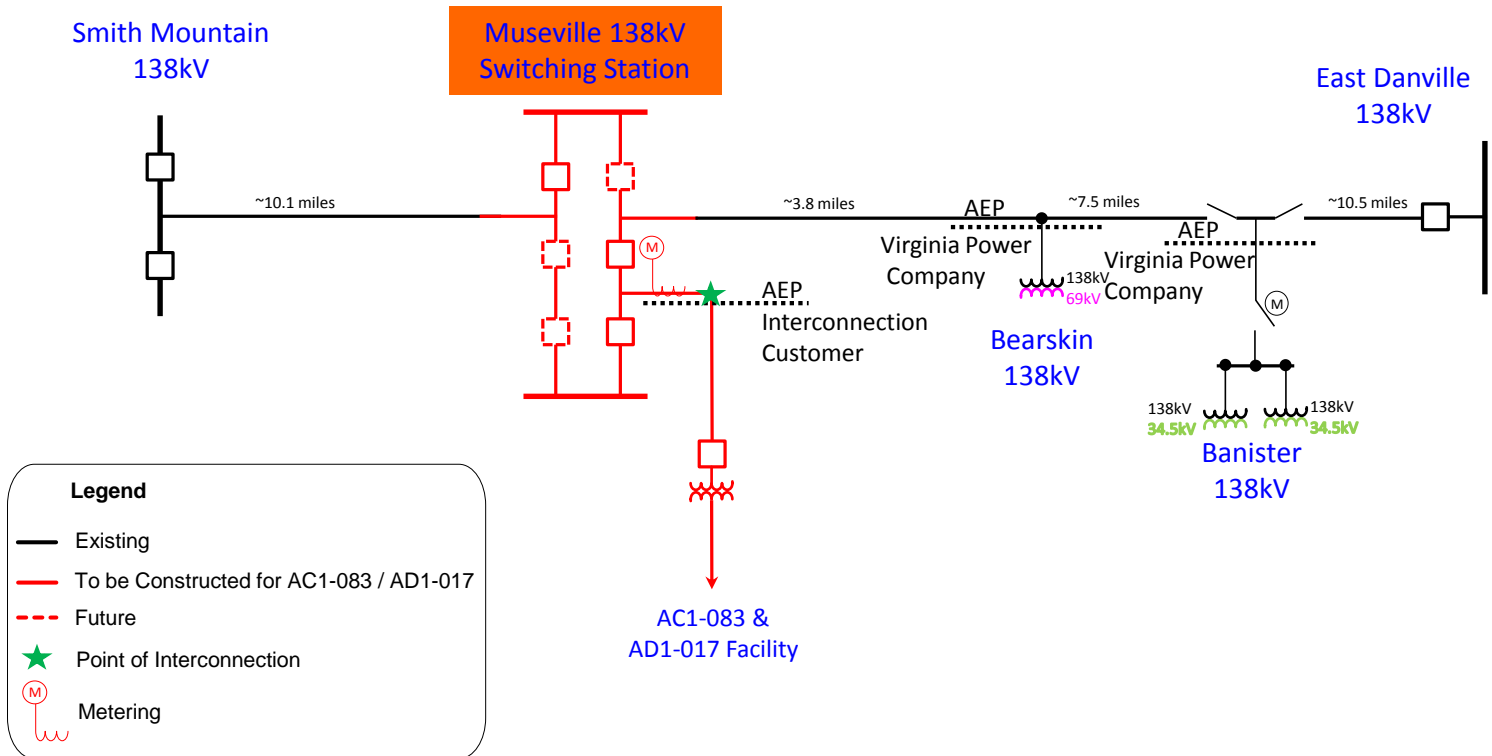 Smith Mountain
138kV
Museville 138kV
Switching Station
East Danville
138kV
~10.1 miles
~3.8 miles
AEP
~7.5 miles
~10.5 miles
Virginia Power
Company
AEP
Virginia Power
Company
M
AEP
Interconnection
Customer
138kV
69kV
Bearskin
138kV
M
138kV
34.5kV
138kV
34.5kV
Banister
138kV
AC1-083 &
AD1-017 Facility
Legend
Existing
To be Constructed for AC1-083 / AD1-017
Future
Point of Interconnection
M
Metering